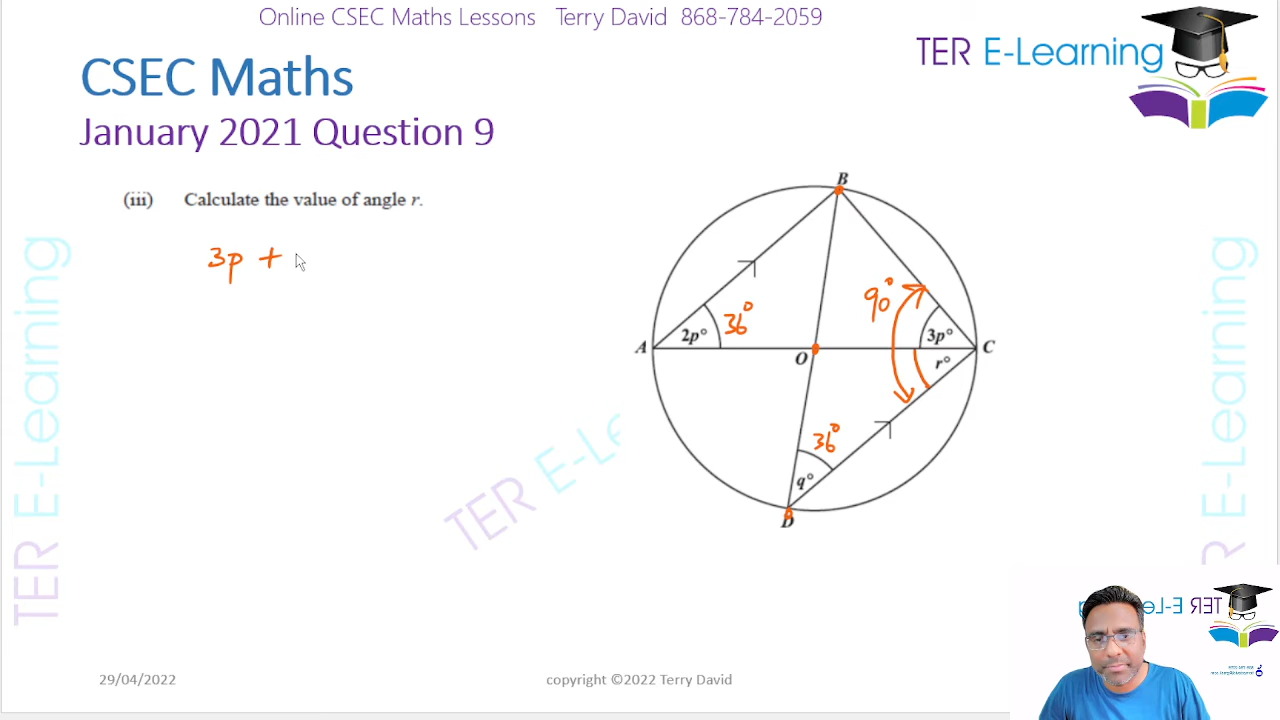 Online CSEC Maths Lessons Terry David 868-784-2059
TER E-Learning
CSEC Maths
January 2021 Question 9
(iii) Calculate the value of angle r.
3p +
B
90°
36°
2p°
3p°
A
O
C
r°
36°
q°
D
TER E-Learning
TER E-Le
TER E-Learning
TER E-Learning
29/04/2022
copyright ©2022 Terry David